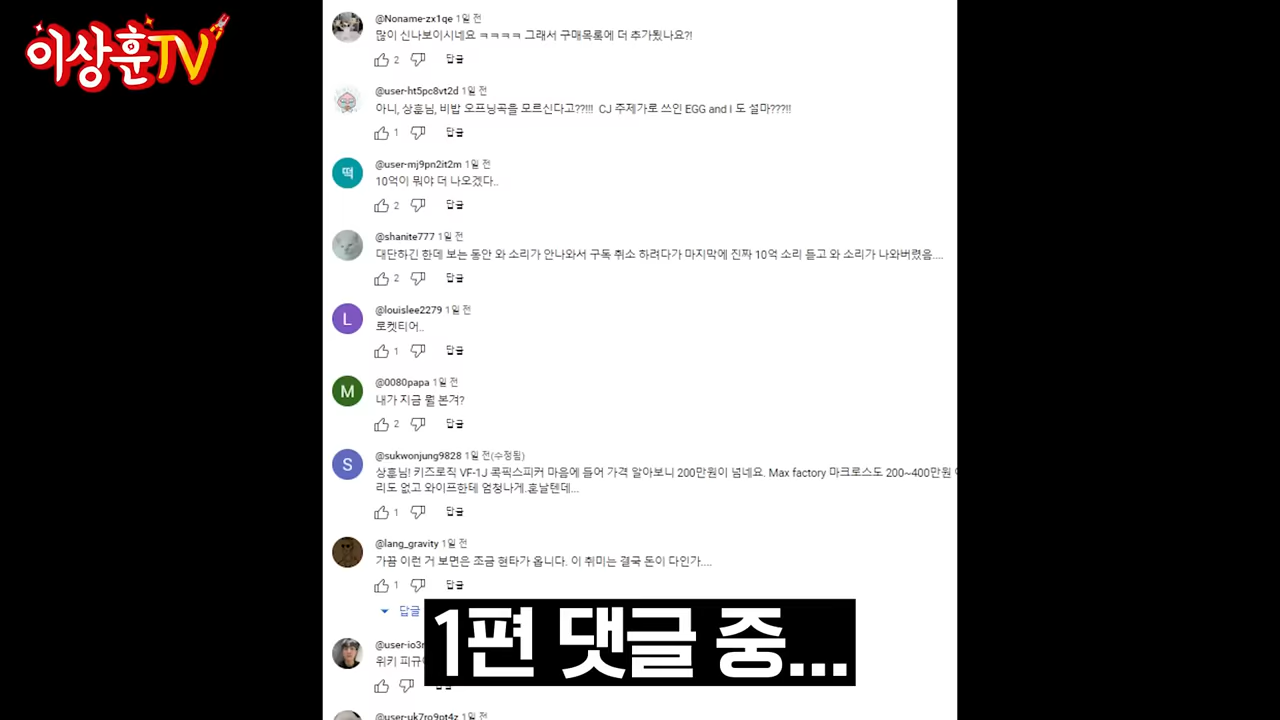 이상훈TV
@Noname-zx1qe 1일 전
많이 신나보이시네요 ㅋㅋㅋㅋ 그래서 구매목록에 더 추가됬나요?!
2 답글
@user-ht5pc8vt2d 1일 전
아니, 상훈님, 비밥 오프닝곡을 모르신다고??!!! CJ 주제가로 쓰인 EGG and I 도 설마???!!
1 답글
떡
@user-mj9pn2it2m 1일 전
10억이 뭐야 더 나오겠다..
2 답글
@shanite777 1일 전
대단하긴 한데 보는 동안 와 소리가 안나와서 구독 취소 하려다가 마지막에 진짜 10억 소리 듣고 와 소리가 나와버렸음....
2 답글
L
@louislee2279 1일 전
로켓티어..
1 답글
M
@0080papa 1일 전
내가 지금 뭘 본겨?
2 답글
S
@sukwonjung9828 1일 전(수정됨)
상훈님! 키즈로직 VF-1J 콕픽스피커 마음에 들어 가격 알아보니 200만원이 넘네요. Max factory 마크로스도 200~400만원
리도 없고 와이프한테 엄청나게.혼날텐데...
1 답글
@lang_gravity 1일 전
가끔 이런 거 보면은 조금 현타가 옵니다. 이 취미는 결국 돈이 다인가....
1 답글
답글
1편 댓글 중...
@user-io3r
위키 피규
@user-uk7ro9pt4z 1일 전